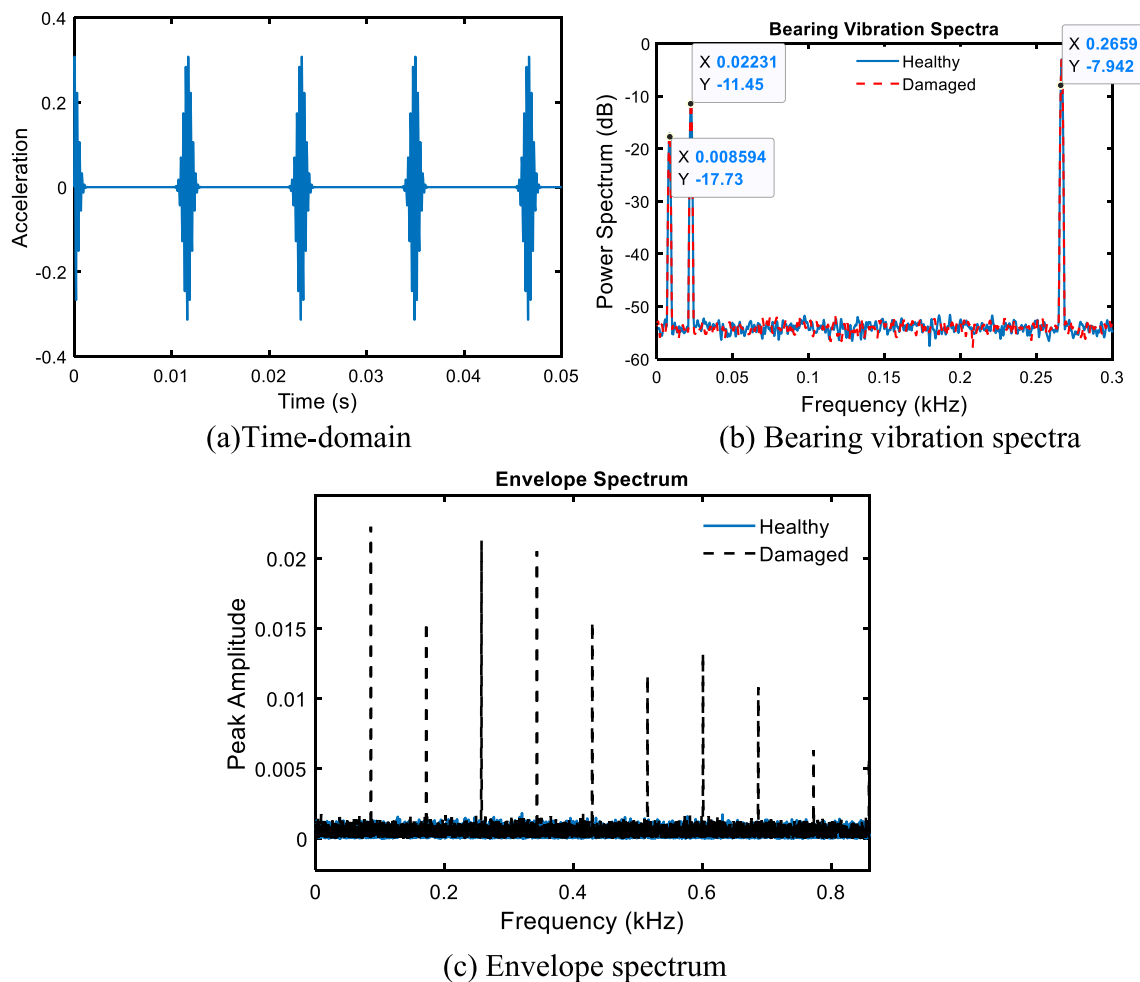 0.4
0.2
0
-0.2
-0.4
Acceleration
0 0.01 0.02 0.03 0.04 0.05
Time (s)
(a)Time-domain
Bearing Vibration Spectra
0
-10
-20
-30
-40
-50
-60
Power Spectrum (dB)
X 0.02231
Y -11.45
X 0.008594
Y -17.73
X 0.2659
Y -7.942
Healthy
Damaged
0 0.05 0.1 0.15 0.2 0.25 0.3
Frequency (kHz)
(b) Bearing vibration spectra
Envelope Spectrum
0.02
0.015
0.01
0.005
0
Peak Amplitude
Healthy
Damaged
0 0.2 0.4 0.6 0.8
Frequency (kHz)
(c) Envelope spectrum